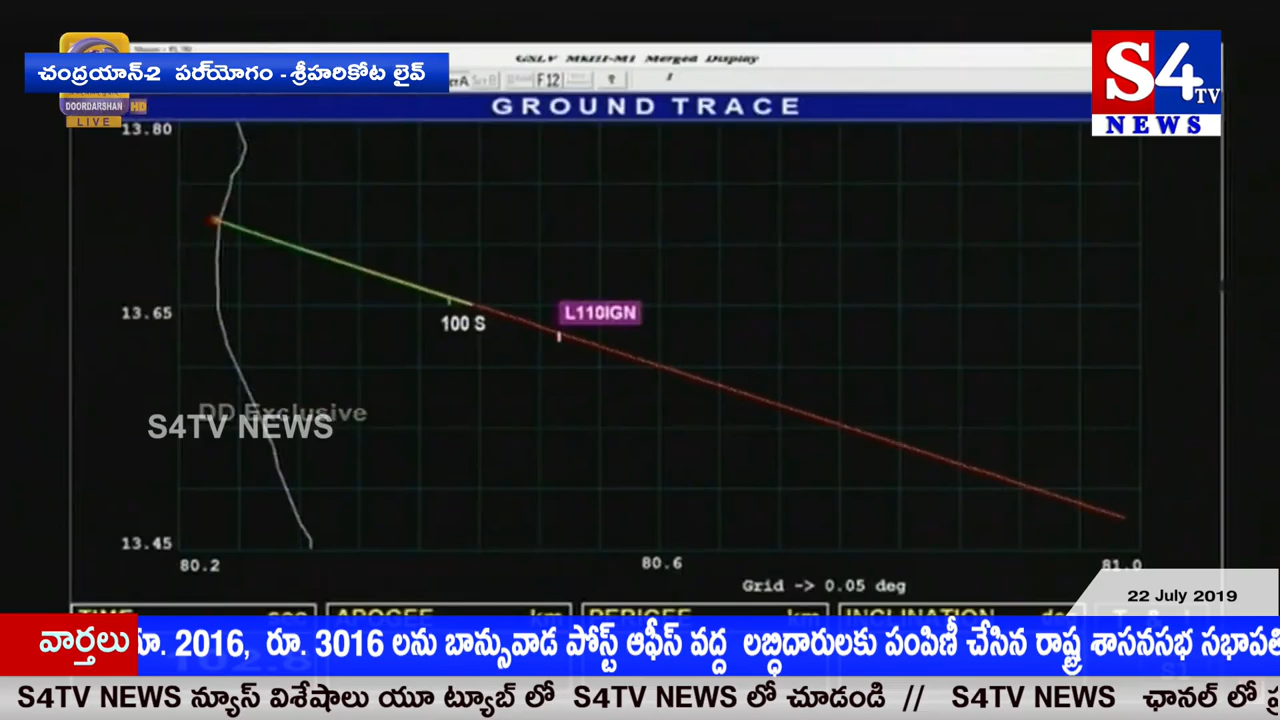 GSLV MKIII-M1 Merged Display
చంద్రయాన్-2 పరయోగం - శ్రీహరికోట లైవ్
F12
S4
TV
NEWS
DOORDARSHAN HD
LIVE
GROUND TRACE
13.80
13.65
L110IGN
100 S
DD Exclusive
S4TV NEWS
13.45
80.2
80.6
81.0
Grid -> 0.05 deg
TIME sec
APOGEE km
PERIGEE km
INCLINATION
22 July 2019
వార్తలు
2016, రూ. 3016 లను బాన్సువాడ పోస్ట్ ఆఫీస్ వద్ద లబ్ధిదారులకు పంపిణీ చేసిన రాష్ట్ర శాసనసభ సభాపతి
S4TV NEWS న్యూస్ విశేషాలు యూ ట్యూబ్ లో S4TV NEWS లో చూడండి // S4TV NEWS ఛానల్ లో